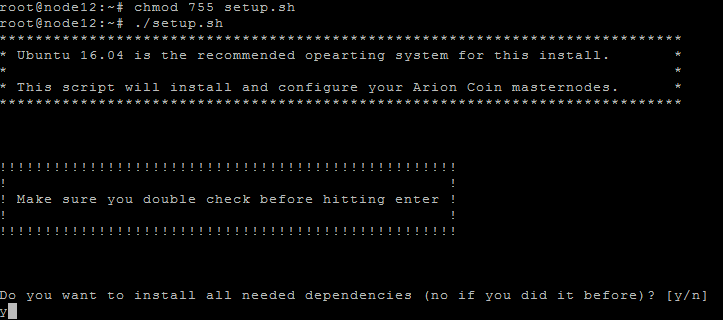 root@node12:~# chmod 755 setup.sh
root@node12:~# ./setup.sh
****************************************************************************
* Ubuntu 16.04 is the recommended opearting system for this install.       *
*                                                                          *
* This script will install and configure your Arion Coin masternodes.      *
****************************************************************************
!!!!!!!!!!!!!!!!!!!!!!!!!!!!!!!!!!!!!!!!!!!!!!!!!!!
!                                                 !
! Make sure you double check before hitting enter !
!                                                 !
!!!!!!!!!!!!!!!!!!!!!!!!!!!!!!!!!!!!!!!!!!!!!!!!!!!
Do you want to install all needed dependencies (no if you did it before)? [y/n]
y